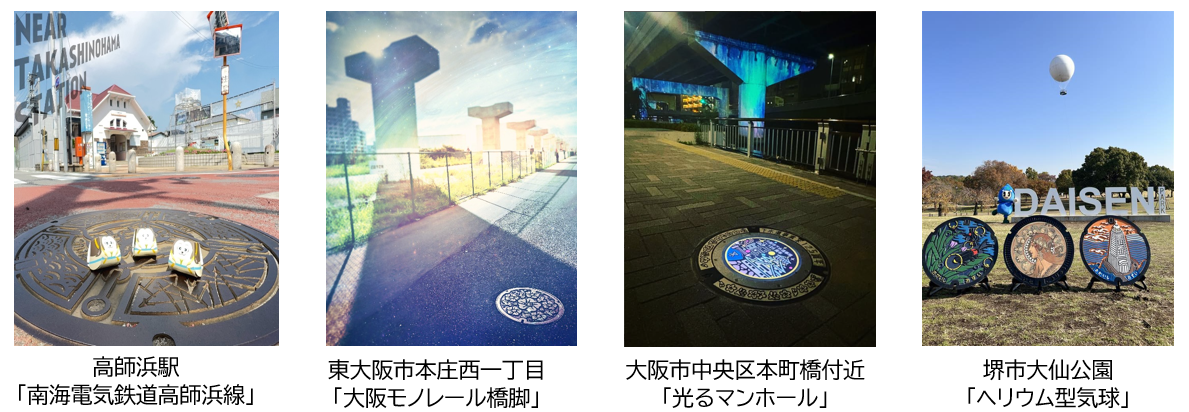 NEAR
TAKASHINOHAMA
STATION
DAISEN
高師浜駅
「南海電気鉄道高師浜線」
東大阪市本庄西一丁目
「大阪モノレール橋脚」
大阪市中央区本町橋付近
「光るマンホール」
堺市大仙公園
「ヘリウム型気球」